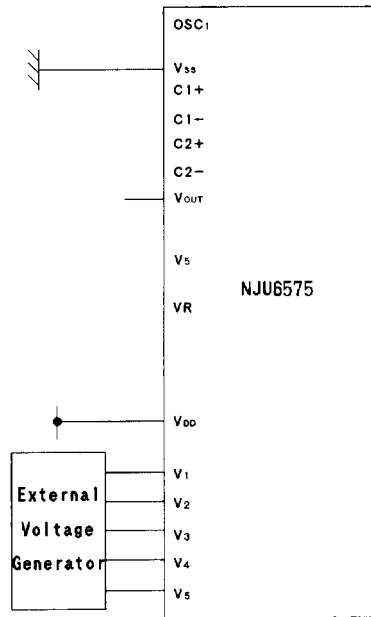 OSC1
VSS
C1+
C1-
C2+
C2-
VOUT
V5
NJU6575
VR
VDD
External
Voltage
Generator
V1
V2
V3
V4
V5